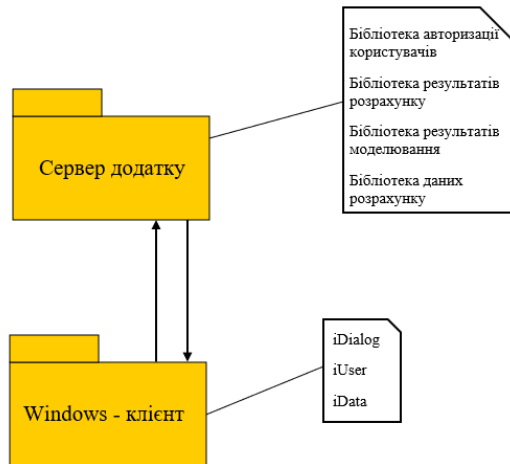 Бібліотека авторизації
користувачів
Бібліотека результатів
розрахунку
Бібліотека результатів
моделювання
Бібліотека даних
розрахунку
Сервер додатку
iDialog
iUser
iData
Windows - клієнт